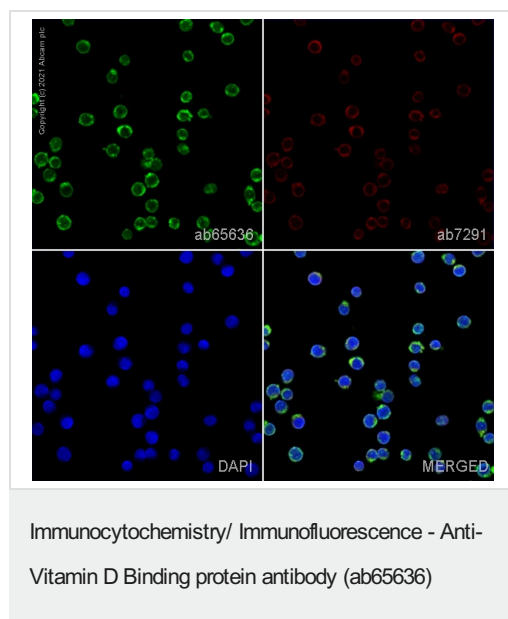 Copyright (c) 2021 Abcam plc
ab65636
ab7291
DAPI
MERGED
Immunocytochemistry/ Immunofluorescence - Anti-
Vitamin D Binding protein antibody (ab65636)